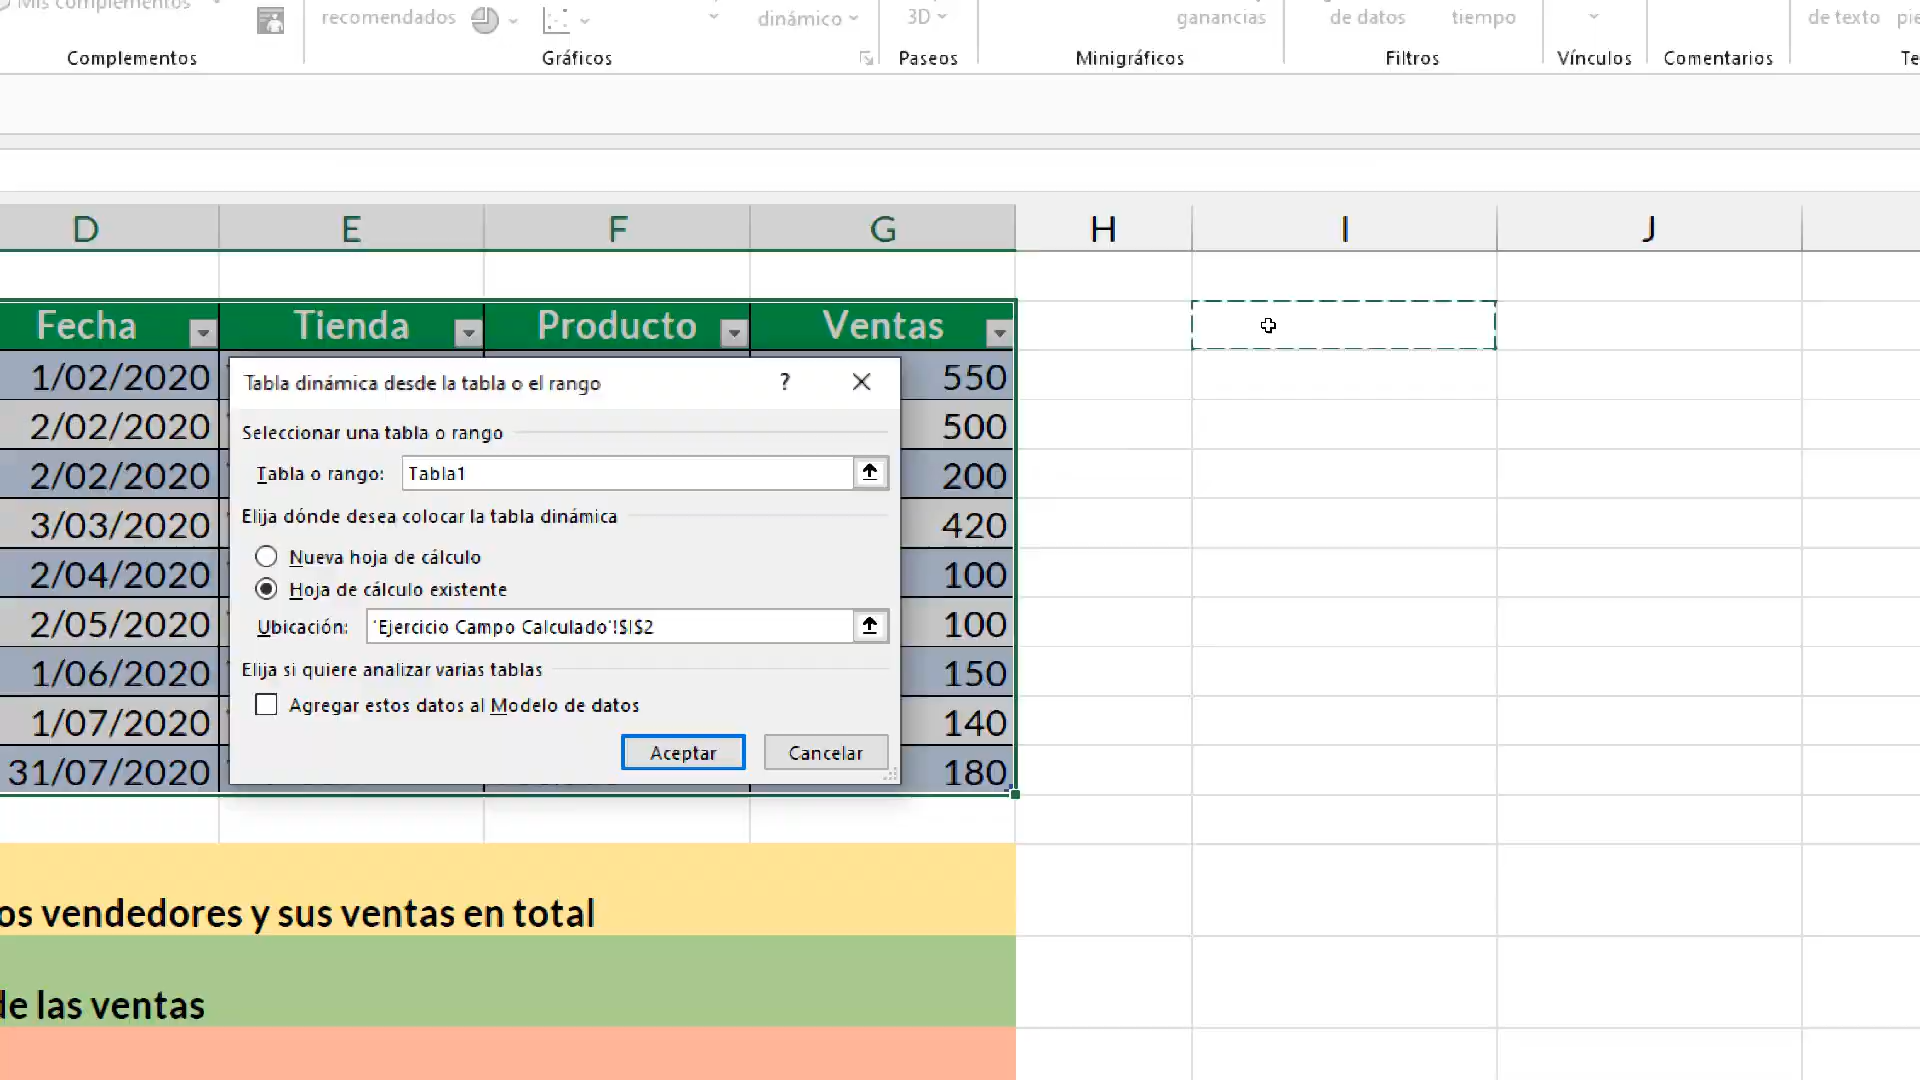 Mis complementos
recomendados
dinámico
3D
ganancias
de datos
tiempo
de texto
Complementos
Gráficos
Paseos
Minigráficos
Filtros
Vínculos
Comentarios
D E F G H I J
Fecha Tienda Producto Ventas
1/02/2020 550
2/02/2020 500
2/02/2020 200
3/03/2020 420
2/04/2020 100
2/05/2020 100
1/06/2020 150
1/07/2020 140
31/07/2020 180
Tabla dinámica desde la tabla o el rango ?
Seleccionar una tabla o rango
Tabla o rango: Tabla1
Elija dónde desea colocar la tabla dinámica
Nueva hoja de cálculo
Hoja de cálculo existente
Ubicación: 'Ejercicio Campo Calculado'!$I$2
Elija si quiere analizar varias tablas
Agregar estos datos al Modelo de datos
Aceptar Cancelar
os vendedores y sus ventas en total
de las ventas